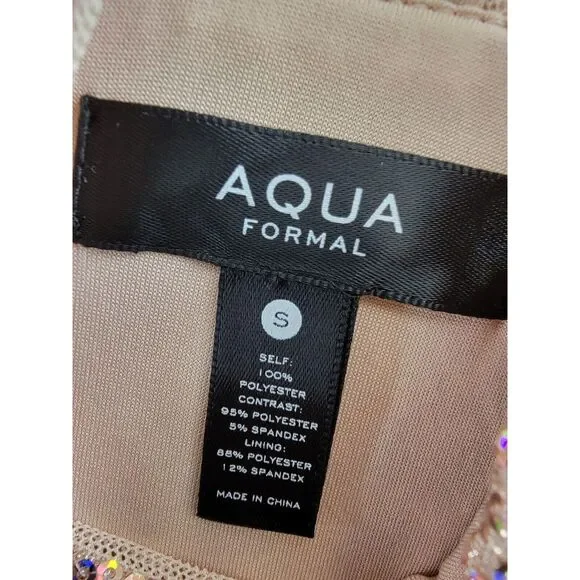 AQUA
FORMAL
S
SELF:
100%
POLYESTER
CONTRAST:
95% POLYESTER
5% SPANDEX
LINING:
88% POLYESTER
12% SPANDEX
MADE IN CHINA